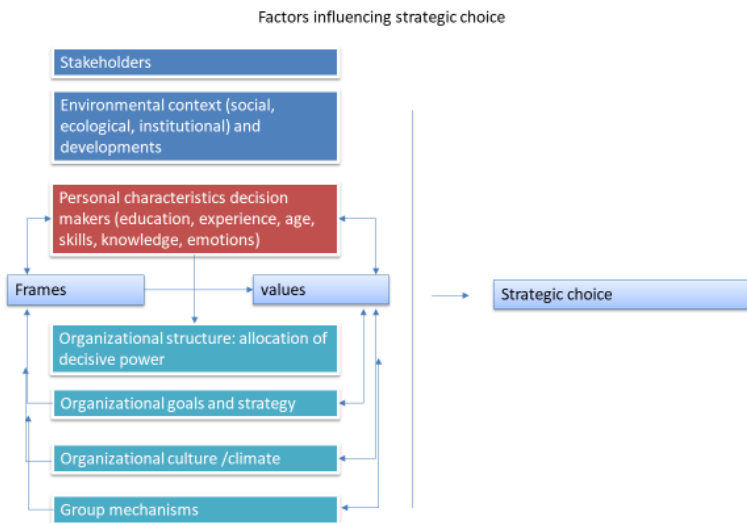 Factors influencing strategic choice
Stakeholders
Environmental context (social,
ecological, institutional) and
developments
Personal characteristics decision
makers (education, experience, age,
skills, knowledge, emotions)
Frames
values
Strategic choice
Organizational structure: allocation of
decisive power
Organizational goals and strategy
Organizational culture /climate
Group mechanisms